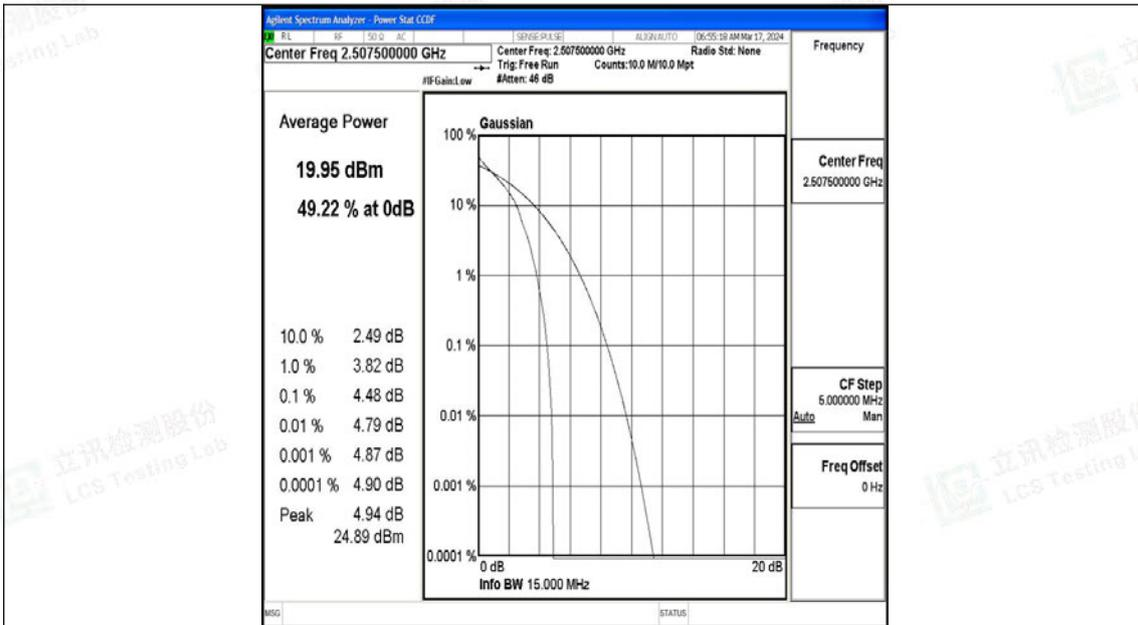 Agilent Spectrum Analyzer - Power Stat CCDF
RL RF 50 Ω AC SENSE:PULSE ALIGN AUTO 06:55:18 AM Mar 17, 2024
Center Freq 2.507500000 GHz
Center Freq: 2.507500000 GHz
Radio Std: None
Trig: Free Run Counts:10.0 M/10.0 Mpt
#IFGain:Low #Atten: 46 dB
Frequency
Average Power
19.95 dBm
49.22 % at 0dB
10.0 % 2.49 dB
1.0 % 3.82 dB
0.1 % 4.48 dB
0.01 % 4.79 dB
0.001 % 4.87 dB
0.0001 % 4.90 dB
Peak 4.94 dB
24.89 dBm
Gaussian
100 %
10 %
1 %
0.1 %
0.01 %
0.001 %
0.0001 %
0 dB 20 dB
Info BW 15.000 MHz
Center Freq
2.507500000 GHz
CF Step
5.000000 MHz
Auto Man
Freq Offset
0 Hz
MSG STATUS
立讯检测股份
LCS Testing Lab
立讯检测股份
LCS Testing L